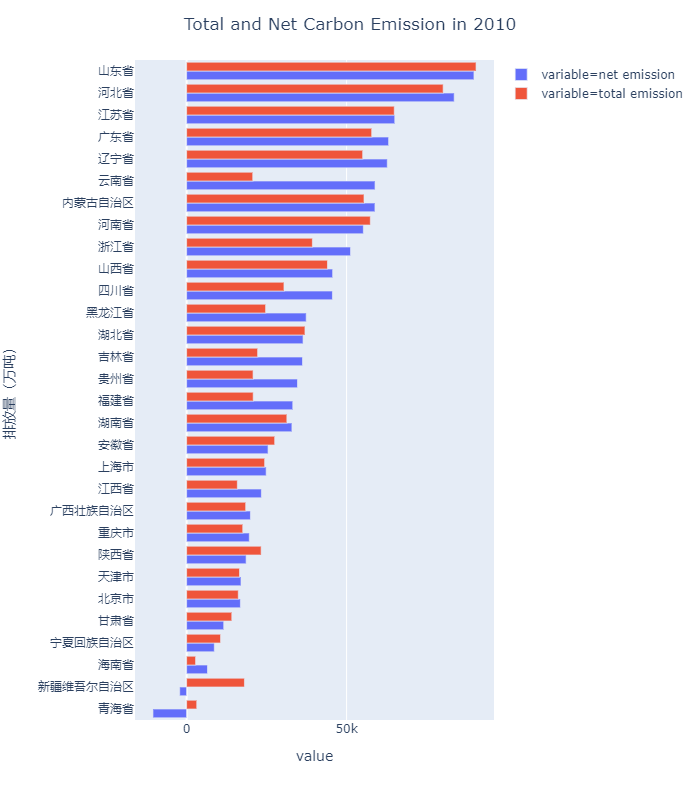 Total and Net Carbon Emission in 2010
variable=net emission
variable=total emission
排放量（万吨）
山东省
河北省
江苏省
广东省
辽宁省
云南省
内蒙古自治区
河南省
浙江省
山西省
四川省
黑龙江省
湖北省
吉林省
贵州省
福建省
湖南省
安徽省
上海市
江西省
广西壮族自治区
重庆市
陕西省
天津市
北京市
甘肃省
宁夏回族自治区
海南省
新疆维吾尔自治区
青海省
0 50k
value